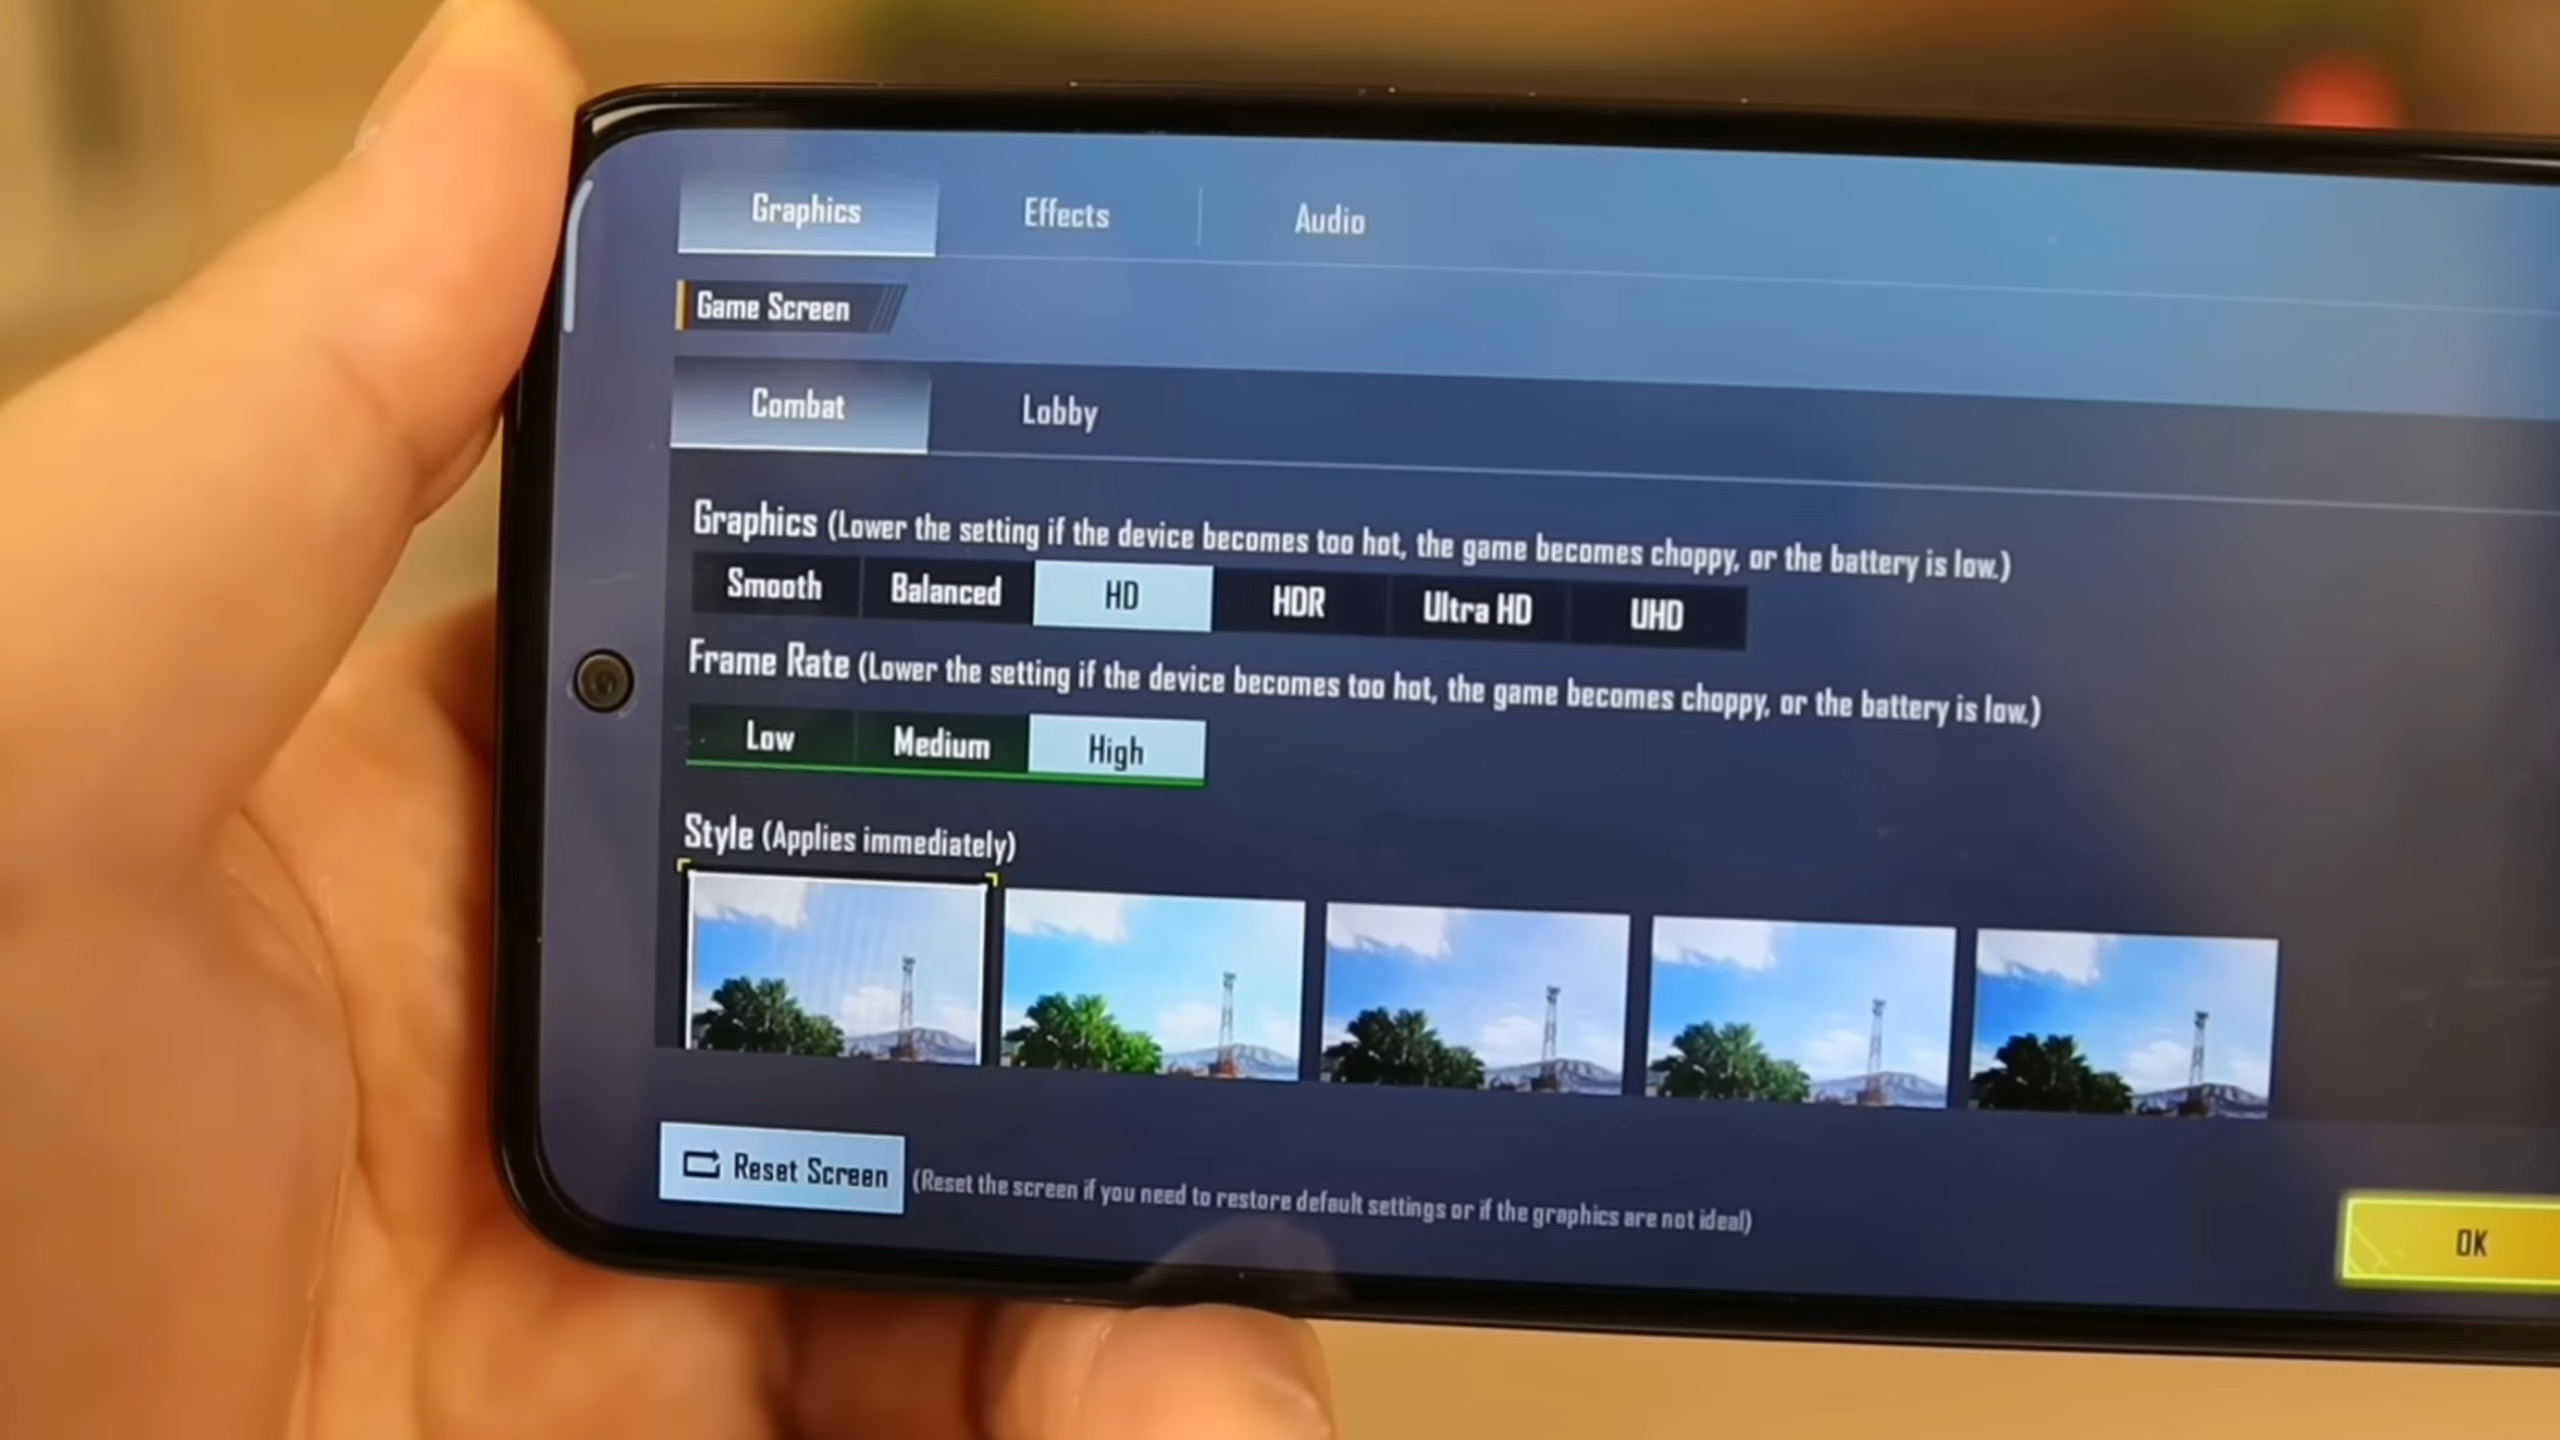 Graphics Effects Audio
Game Screen
Combat Lobby
Graphics (Lower the setting if the device becomes too hot, the game becomes choppy, or the battery is low.)
Smooth Balanced HD HDR Ultra HD UHD
Frame Rate (Lower the setting if the device becomes too hot, the game becomes choppy, or the battery is low.)
Low Medium High
Style (Applies immediately)
Reset Screen (Reset the screen if you need to restore default settings or if the graphics are not ideal)
OK